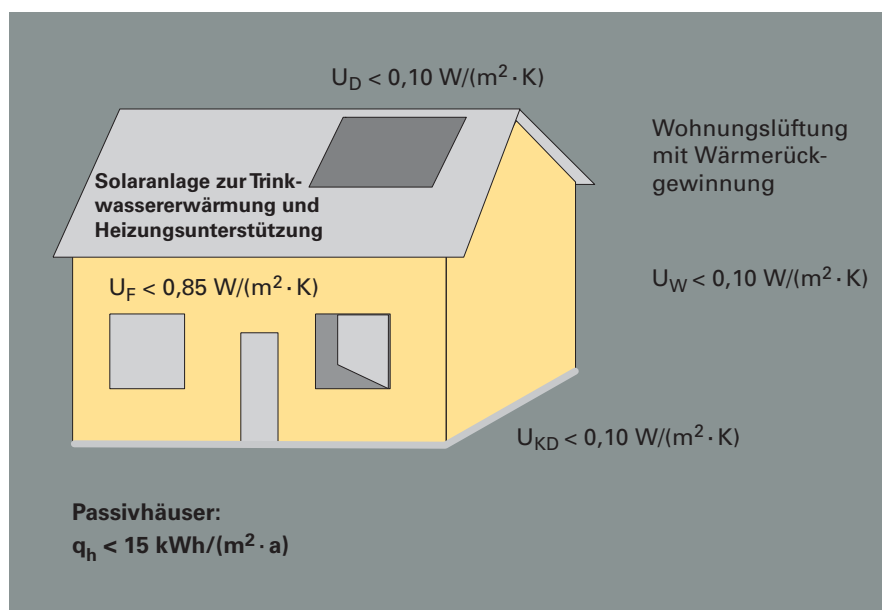 U_D < 0,10 W/(m²·K)
Wohnungslüftung
mit Wärmerück-
gewinnung
Solaranlage zur Trink-
wassererwärmung und
Heizungsunterstützung
U_F < 0,85 W/(m²·K)
U_W < 0,10 W/(m²·K)
U_KD < 0,10 W/(m²·K)
Passivhäuser:
q_h < 15 kWh/(m²·a)